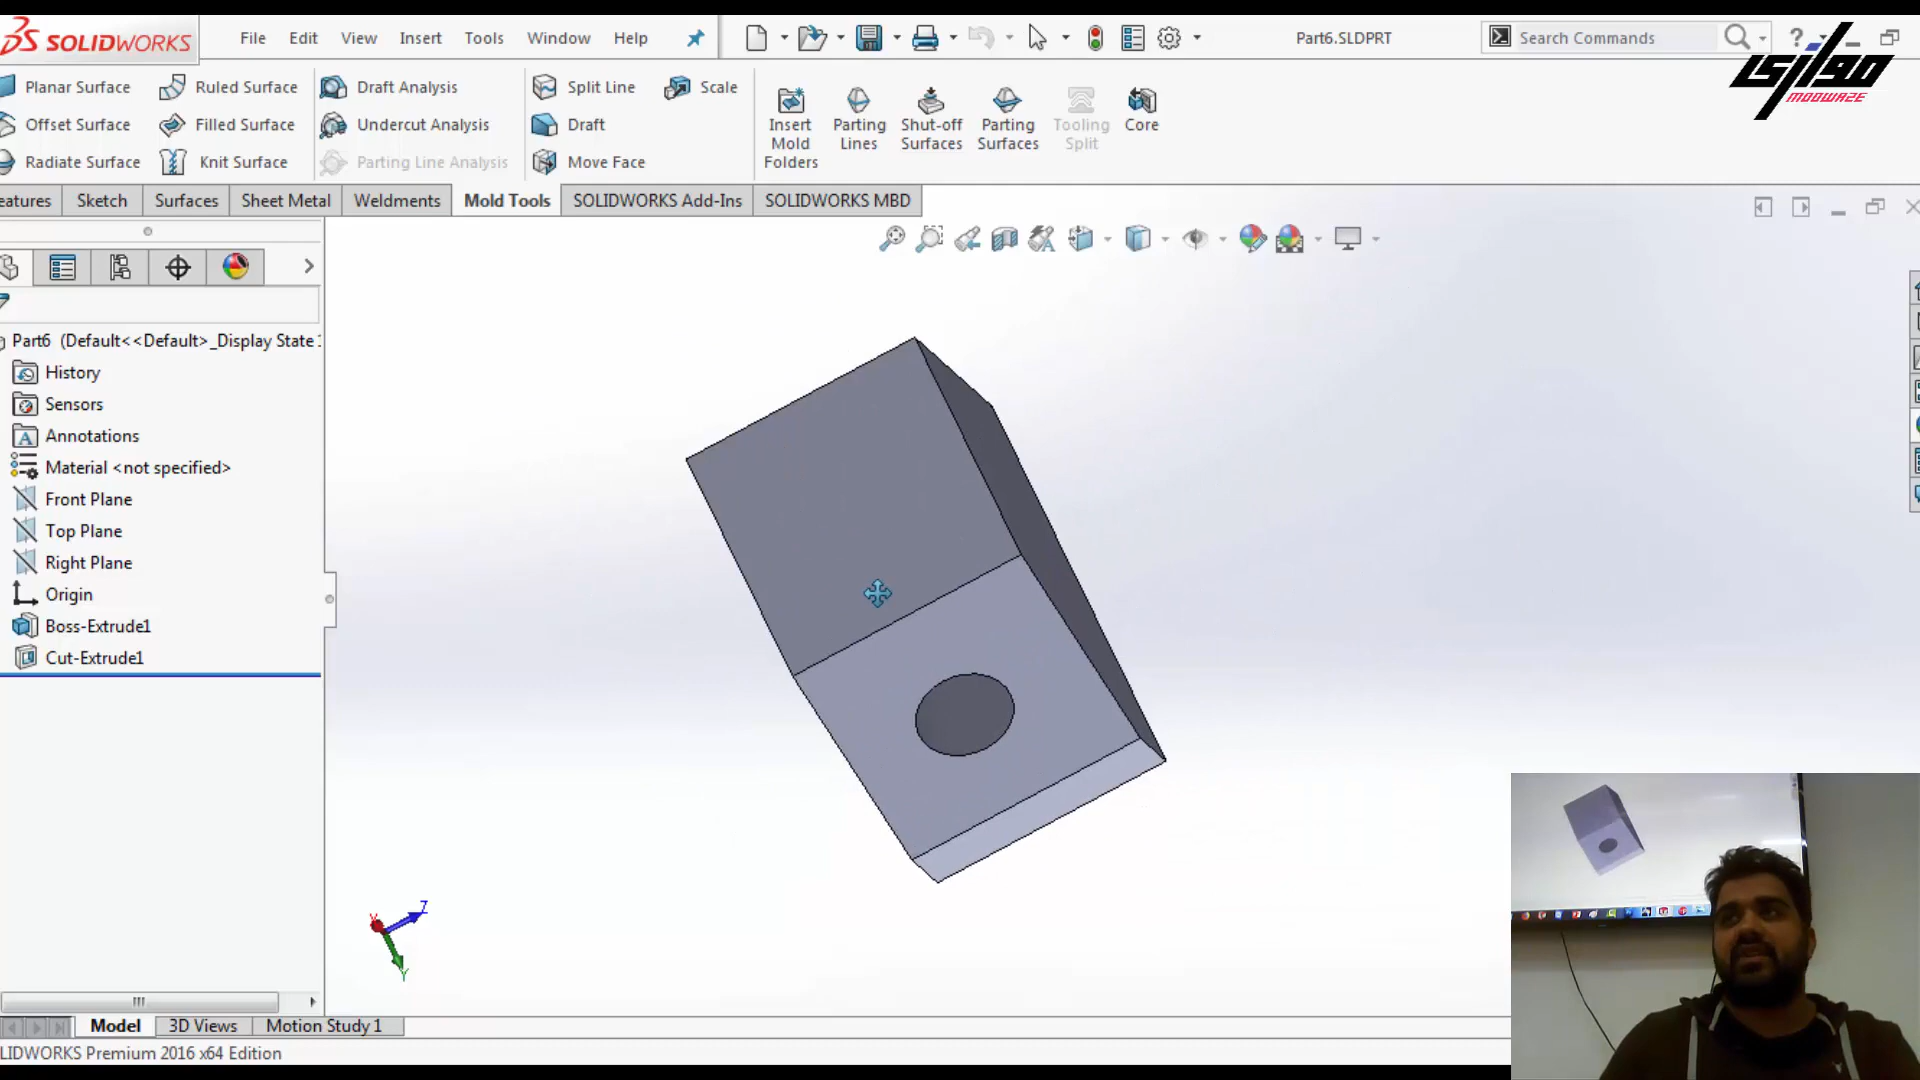 SOLIDWORKS
File Edit View Insert Tools Window Help
Part6.SLDPRT
Search Commands
?
موازی
MOOWAZE
Planar Surface
Ruled Surface
Draft Analysis
Split Line
Scale
Offset Surface
Filled Surface
Undercut Analysis
Draft
Radiate Surface
Knit Surface
Parting Line Analysis
Move Face
Insert Mold Folders
Parting Lines
Shut-off Surfaces
Parting Surfaces
Tooling Split
Core
eatures Sketch Surfaces Sheet Metal Weldments Mold Tools SOLIDWORKS Add-Ins SOLIDWORKS MBD
Part6 (Default<<Default>_Display State 1
History
Sensors
Annotations
Material <not specified>
Front Plane
Top Plane
Right Plane
Origin
Boss-Extrude1
Cut-Extrude1
Z
Y
Model 3D Views Motion Study 1
LIDWORKS Premium 2016 x64 Edition